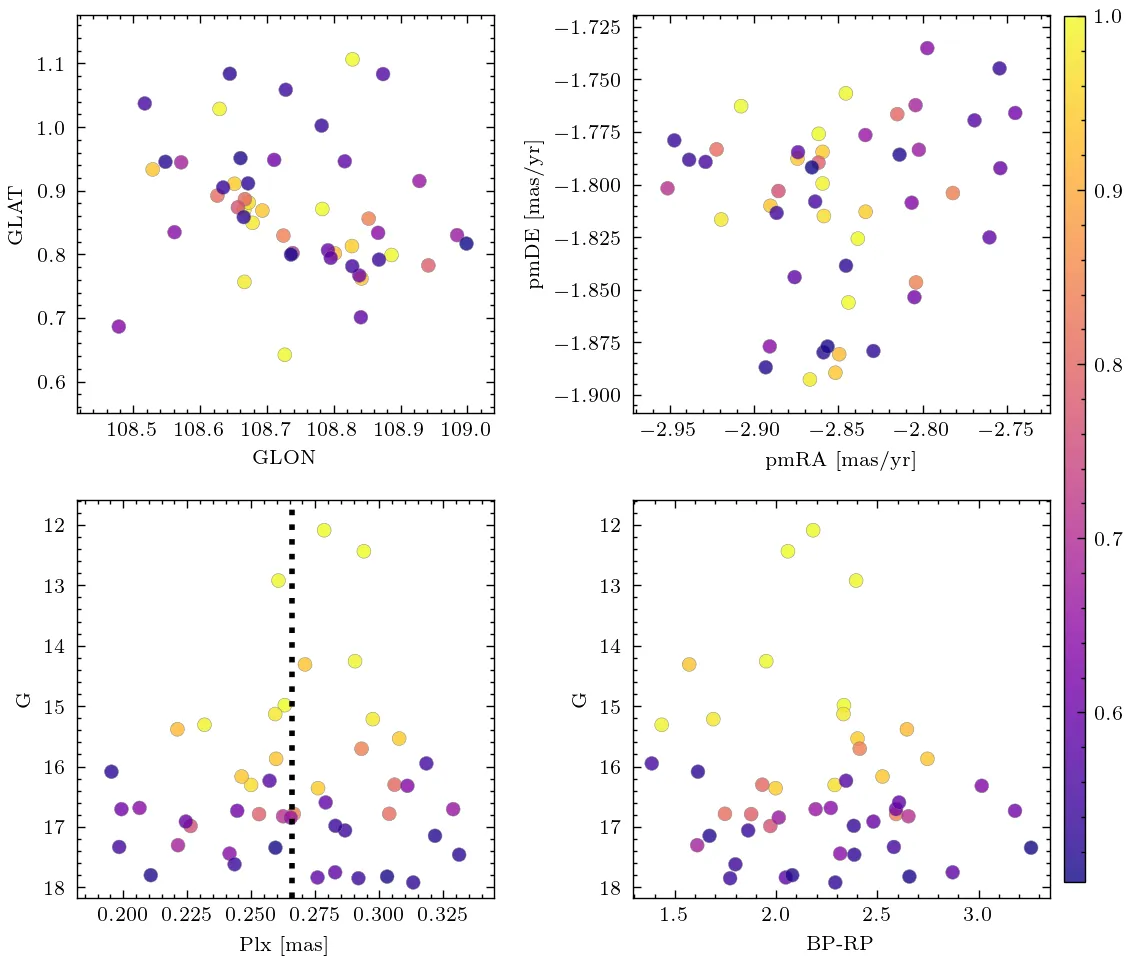 1.1
1.0
0.9
0.8
0.7
0.6
GLAT
108.5 108.6 108.7 108.8 108.9 109.0
GLON
−1.725
−1.750
−1.775
−1.800
−1.825
−1.850
−1.875
−1.900
pmDE [mas/yr]
−2.95 −2.90 −2.85 −2.80 −2.75
pmRA [mas/yr]
1.0
0.9
0.8
0.7
0.6
12
13
14
15
16
17
18
G
0.200 0.225 0.250 0.275 0.300 0.325
Plx [mas]
12
13
14
15
16
17
18
G
1.5 2.0 2.5 3.0
BP-RP